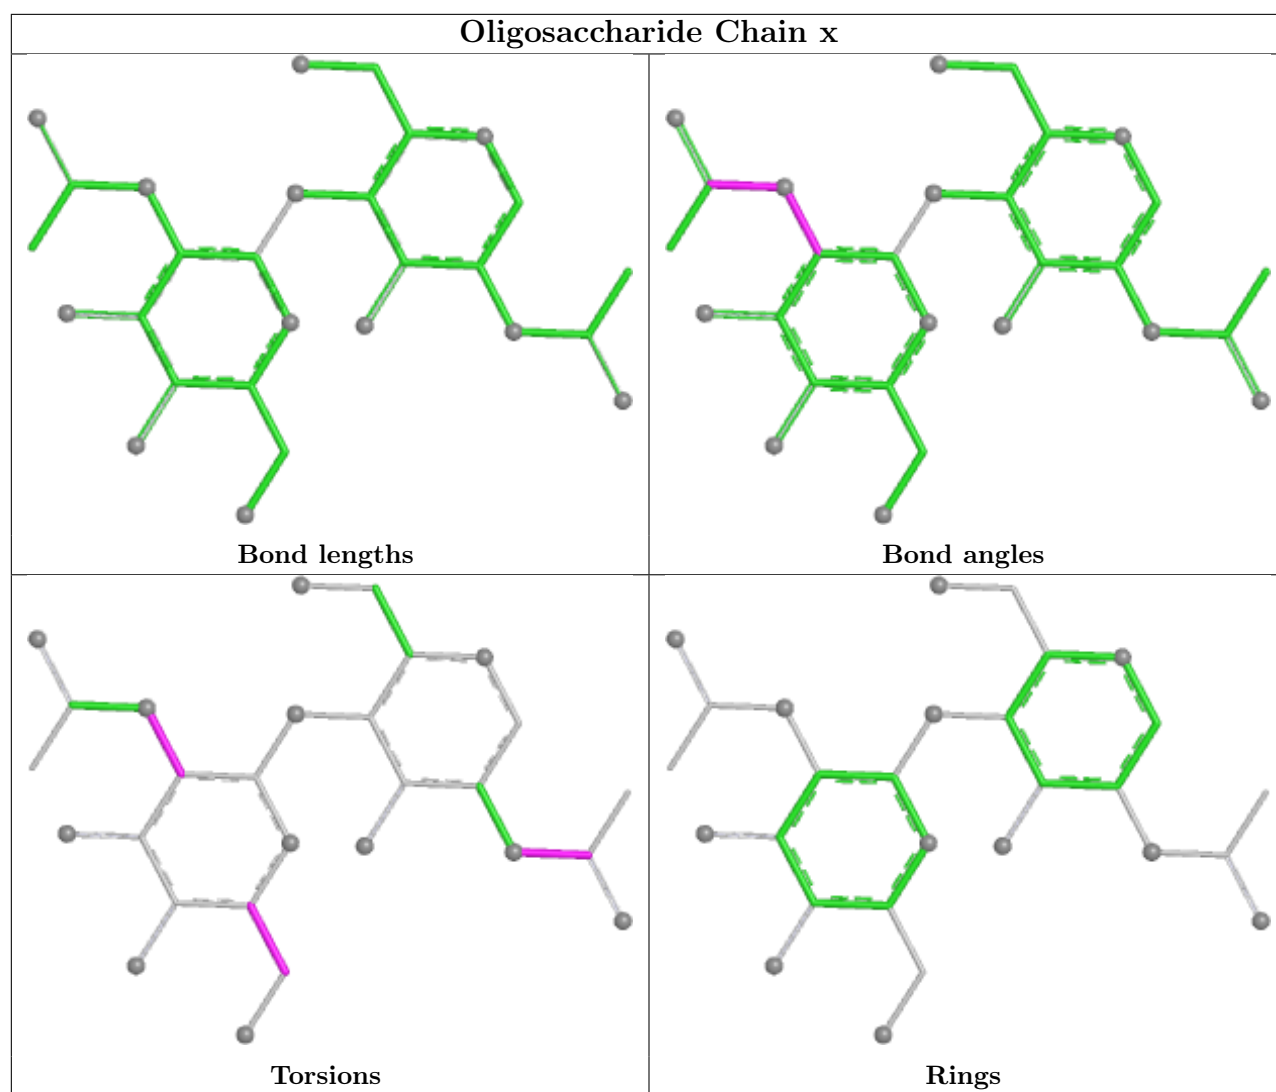 Oligosaccharide Chain x
Bond lengths
Bond angles
Torsions
Rings